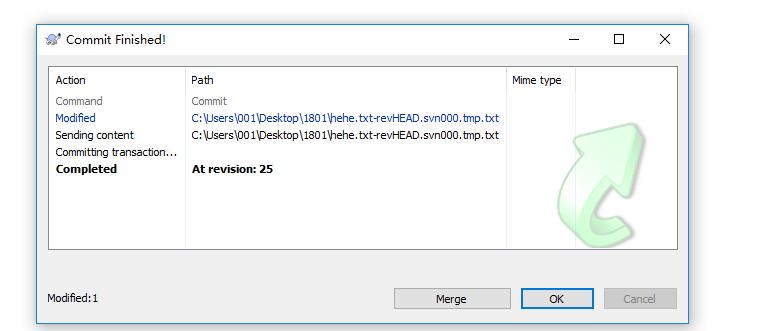 Commit Finished!
Action Path Mime type
Command Commit
Modified C:\Users\001\Desktop\1801\hehe.txt-revHEAD.svn000.tmp.txt
Sending content C:\Users\001\Desktop\1801\hehe.txt-revHEAD.svn000.tmp.txt
Committing transaction...
Completed At revision: 25
Modified:1 Merge OK Cancel